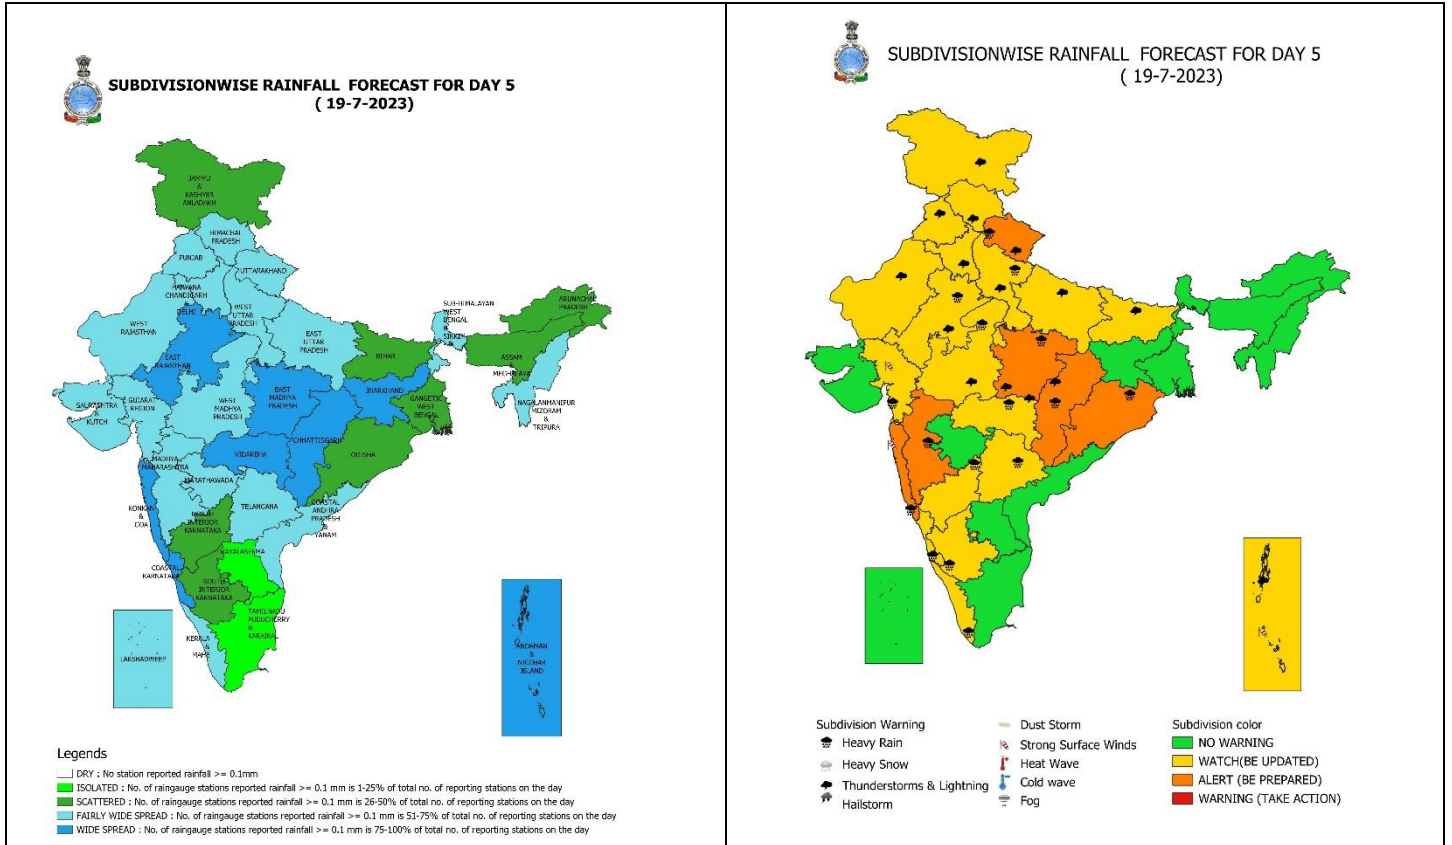 SUBDIVISIONWISE RAINFALL FORECAST FOR DAY 5
( 19-7-2023)
JAMMU
&
KASHMIR
ANLADAKH
HIMACHAL
PRADESH
PUNJAB
UTTARAKHAND
HARYANA
CHANDIGARH
&
DELHI
WEST
UTTAR
PRADESH
WEST
RAJASTHAN
EAST
UTTAR
PRADESH
SUB-HIMALAYAN
WEST
BENGAL
&
SIKKIM
ARUNACHAL
PRADESH
EAST
RAJASTHAN
BIHAR
ASSAM
&
MEGHALAYA
SAURASHTRA
&
KUTCH
GUJARAT
REGION
WEST
MADHYA
PRADESH
EAST
MADHYA
PRADESH
JHARKHAND
GANGETIC
WEST
BENGAL
NAGALANMANIPUR
MIZORAM
&
TRIPURA
CHHATTISGARH
VIDARBHA
ODISHA
MADHYA
MAHARASHTRA
MARATHAWADA
KONKAN
&
GOA
TELANGANA
COASTAL
ANDHRA
PRADESH
&
YANAM
NORTH
INTERIOR
KARNATAKA
RAYALASEEMA
COASTAL
KARNATAKA
SOUTH
INTERIOR
KARNATAKA
TAMILNADU
PUDUCHERRY
&
KARAIKAL
KERALA
&
MAHE
LAKSHADWEEP
ANDAMAN
&
NICOBAR
ISLAND
Legends
DRY : No station reported rainfall >= 0.1mm
ISOLATED : No. of raingauge stations reported rainfall >= 0.1 mm is 1-25% of total no. of reporting stations on the day
SCATTERED : No. of raingauge stations reported rainfall >= 0.1 mm is 26-50% of total no. of reporting stations on the day
FAIRLY WIDE SPREAD : No. of raingauge stations reported rainfall >= 0.1 mm is 51-75% of total no. of reporting stations on the day
WIDE SPREAD : No. of raingauge stations reported rainfall >= 0.1 mm is 75-100% of total no. of reporting stations on the day
SUBDIVISIONWISE RAINFALL FORECAST FOR DAY 5
( 19-7-2023)
Subdivision Warning
Heavy Rain
Heavy Snow
Thunderstorms & Lightning
Hailstorm
Dust Storm
Strong Surface Winds
Heat Wave
Cold wave
Fog
Subdivision color
NO WARNING
WATCH(BE UPDATED)
ALERT (BE PREPARED)
WARNING (TAKE ACTION)